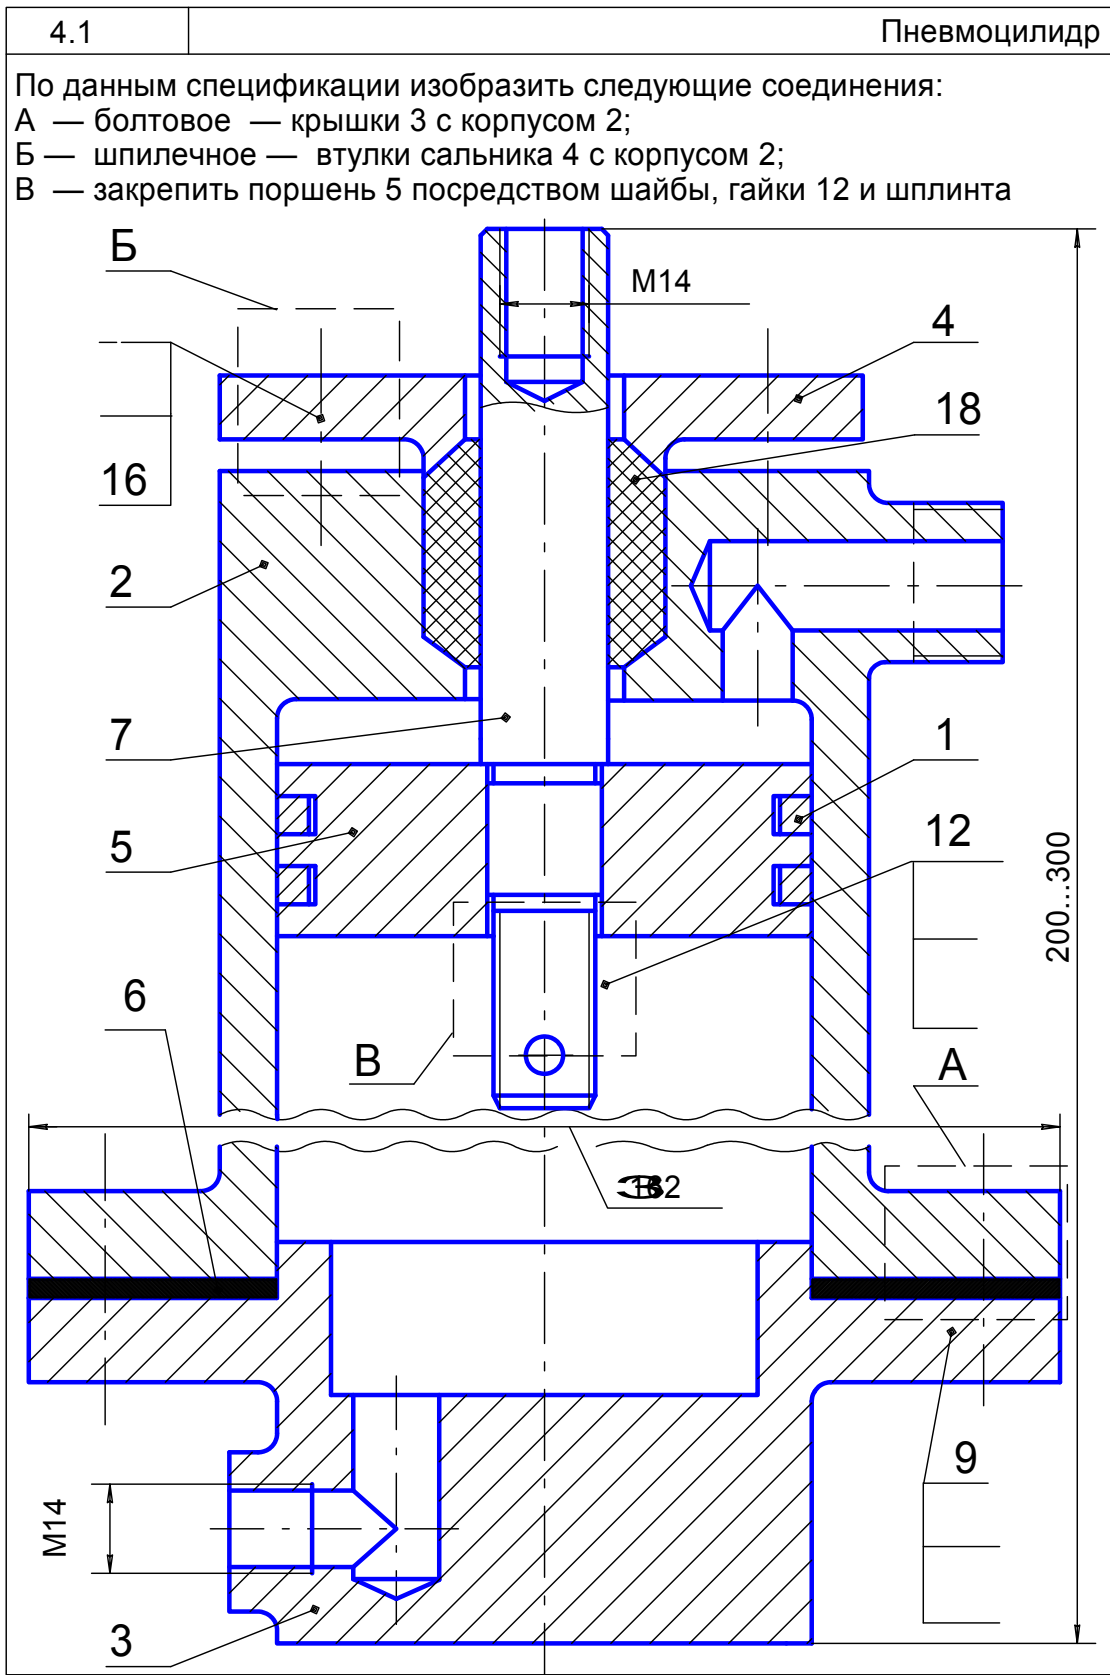 4.1
Пневмоцилидр
По данным спецификации изобразить следующие соединения:
А — болтовое — крышки 3 с корпусом 2;
Б — шпилечное — втулки сальника 4 с корпусом 2;
В — закрепить поршень 5 посредством шайбы, гайки 12 и шплинта
Б
М14
4
18
16
2
7
1
5
12
200...300
6
В
А
9
М14
3